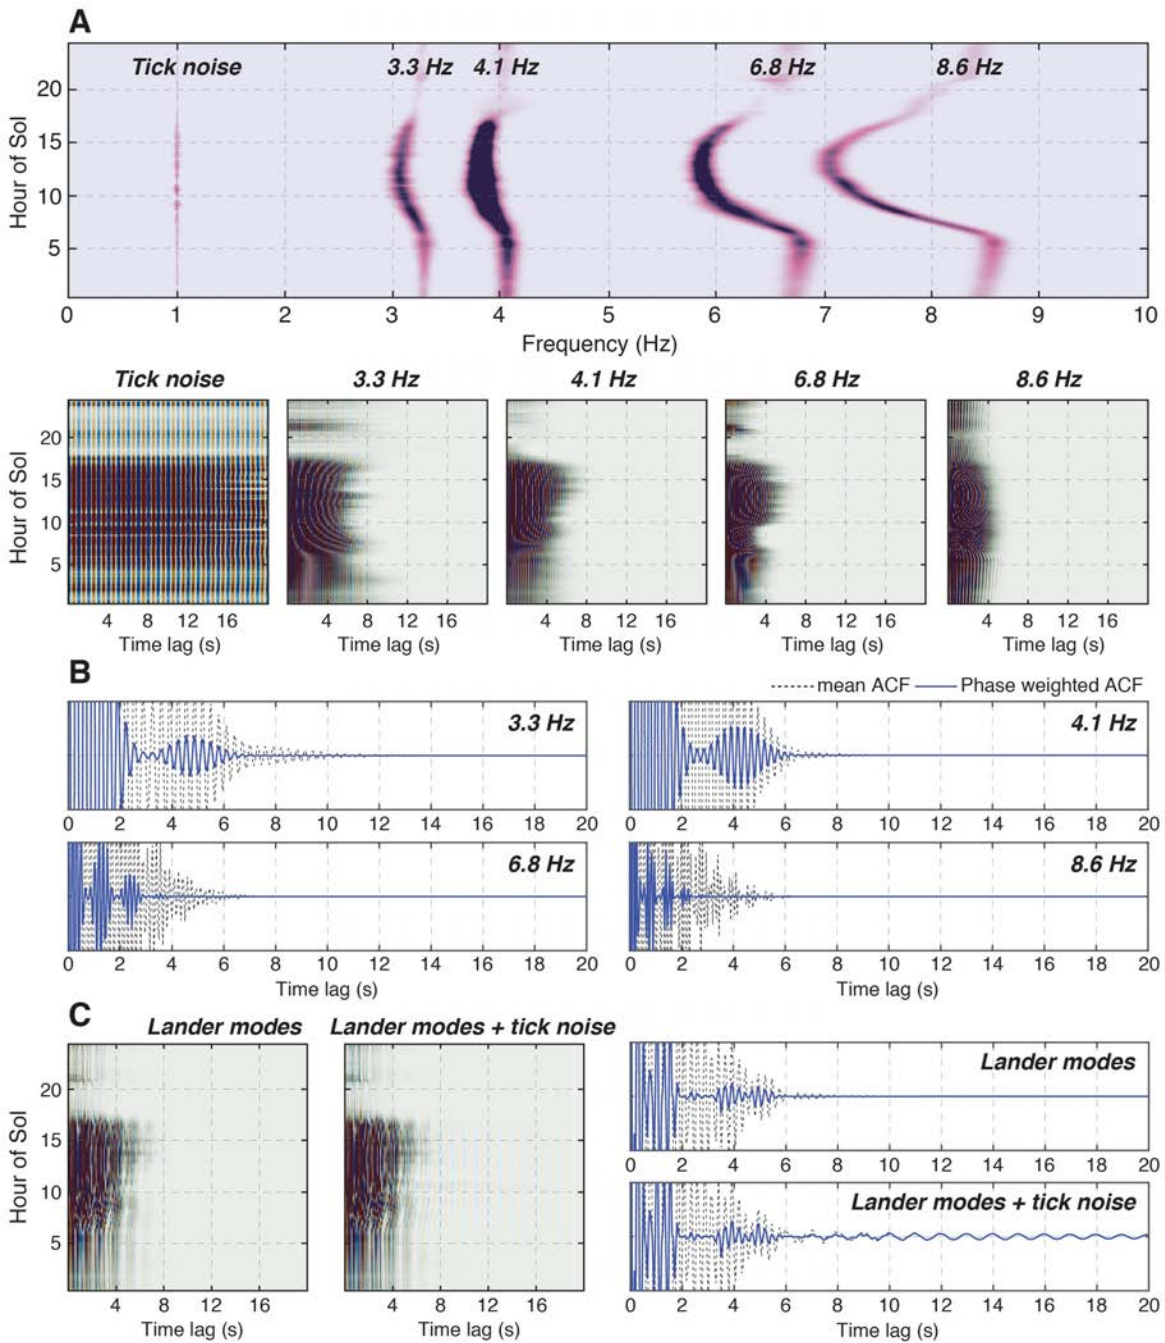 A
Tick noise 3.3 Hz 4.1 Hz 6.8 Hz 8.6 Hz
Hour of Sol
20
15
10
5
0 1 2 3 4 5 6 7 8 9 10
Frequency (Hz)
Tick noise 3.3 Hz 4.1 Hz 6.8 Hz 8.6 Hz
Hour of Sol
20
15
10
5
4 8 12 16 4 8 12 16 4 8 12 16 4 8 12 16 4 8 12 16
Time lag (s) Time lag (s) Time lag (s) Time lag (s) Time lag (s)
B
mean ACF Phase weighted ACF
3.3 Hz 4.1 Hz
0 2 4 6 8 10 12 14 16 18 20 0 2 4 6 8 10 12 14 16 18 20
6.8 Hz 8.6 Hz
0 2 4 6 8 10 12 14 16 18 20 0 2 4 6 8 10 12 14 16 18 20
Time lag (s) Time lag (s)
C
Lander modes Lander modes + tick noise
Hour of Sol
20
15
10
5
4 8 12 16 4 8 12 16
Time lag (s) Time lag (s)
Lander modes
0 2 4 6 8 10 12 14 16 18 20
Lander modes + tick noise
0 2 4 6 8 10 12 14 16 18 20
Time lag (s)